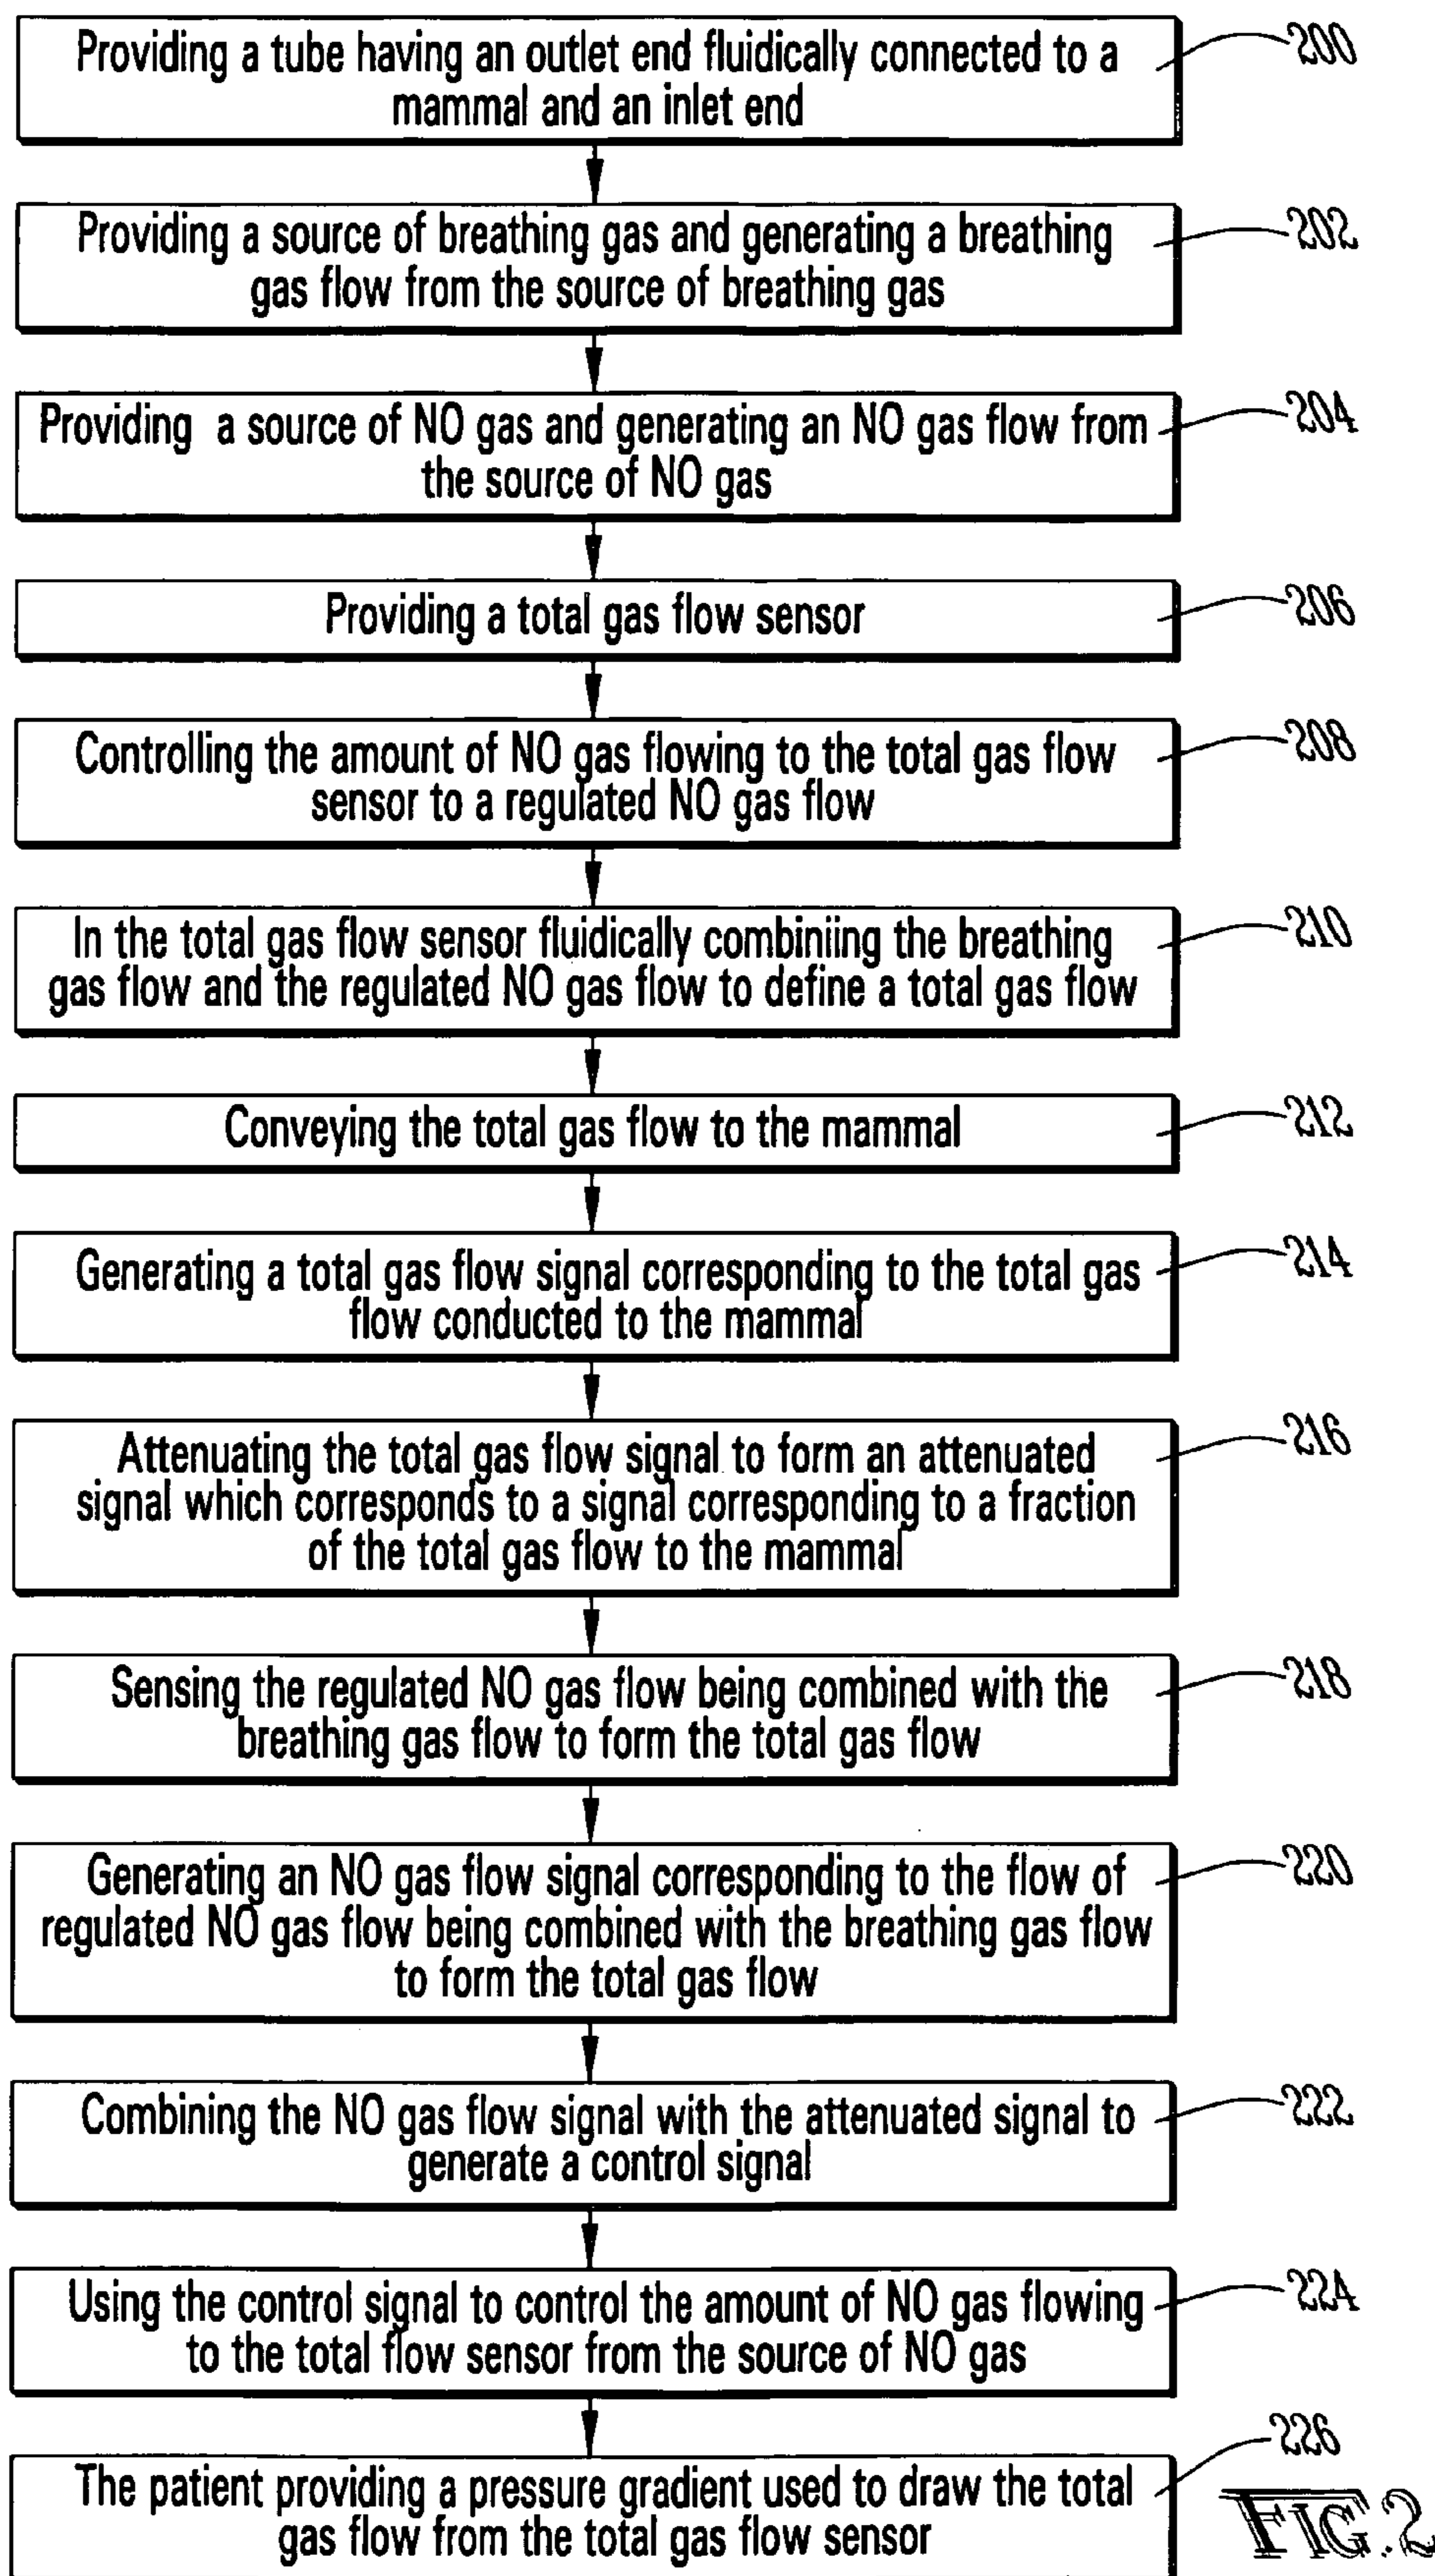 Providing a tube having an outlet end fluidically connected to a
mammal and an inlet end
200
Providing a source of breathing gas and generating a breathing
gas flow from the source of breathing gas
202
Providing a source of NO gas and generating an NO gas flow from
the source of NO gas
204
Providing a total gas flow sensor
206
Controlling the amount of NO gas flowing to the total gas flow
sensor to a regulated NO gas flow
208
In the total gas flow sensor fluidically combiniing the breathing
gas flow and the regulated NO gas flow to define a total gas flow
210
Conveying the total gas flow to the mammal
212
Generating a total gas flow signal corresponding to the total gas
flow conducted to the mammal
214
Attenuating the total gas flow signal to form an attenuated
signal which corresponds to a signal corresponding to a fraction
of the total gas flow to the mammal
216
Sensing the regulated NO gas flow being combined with the
breathing gas flow to form the total gas flow
218
Generating an NO gas flow signal corresponding to the flow of
regulated NO gas flow being combined with the breathing gas flow
to form the total gas flow
220
Combining the NO gas flow signal with the attenuated signal to
generate a control signal
222
Using the control signal to control the amount of NO gas flowing
to the total flow sensor from the source of NO gas
224
The patient providing a pressure gradient used to draw the total
gas flow from the total gas flow sensor
226
FIG. 2